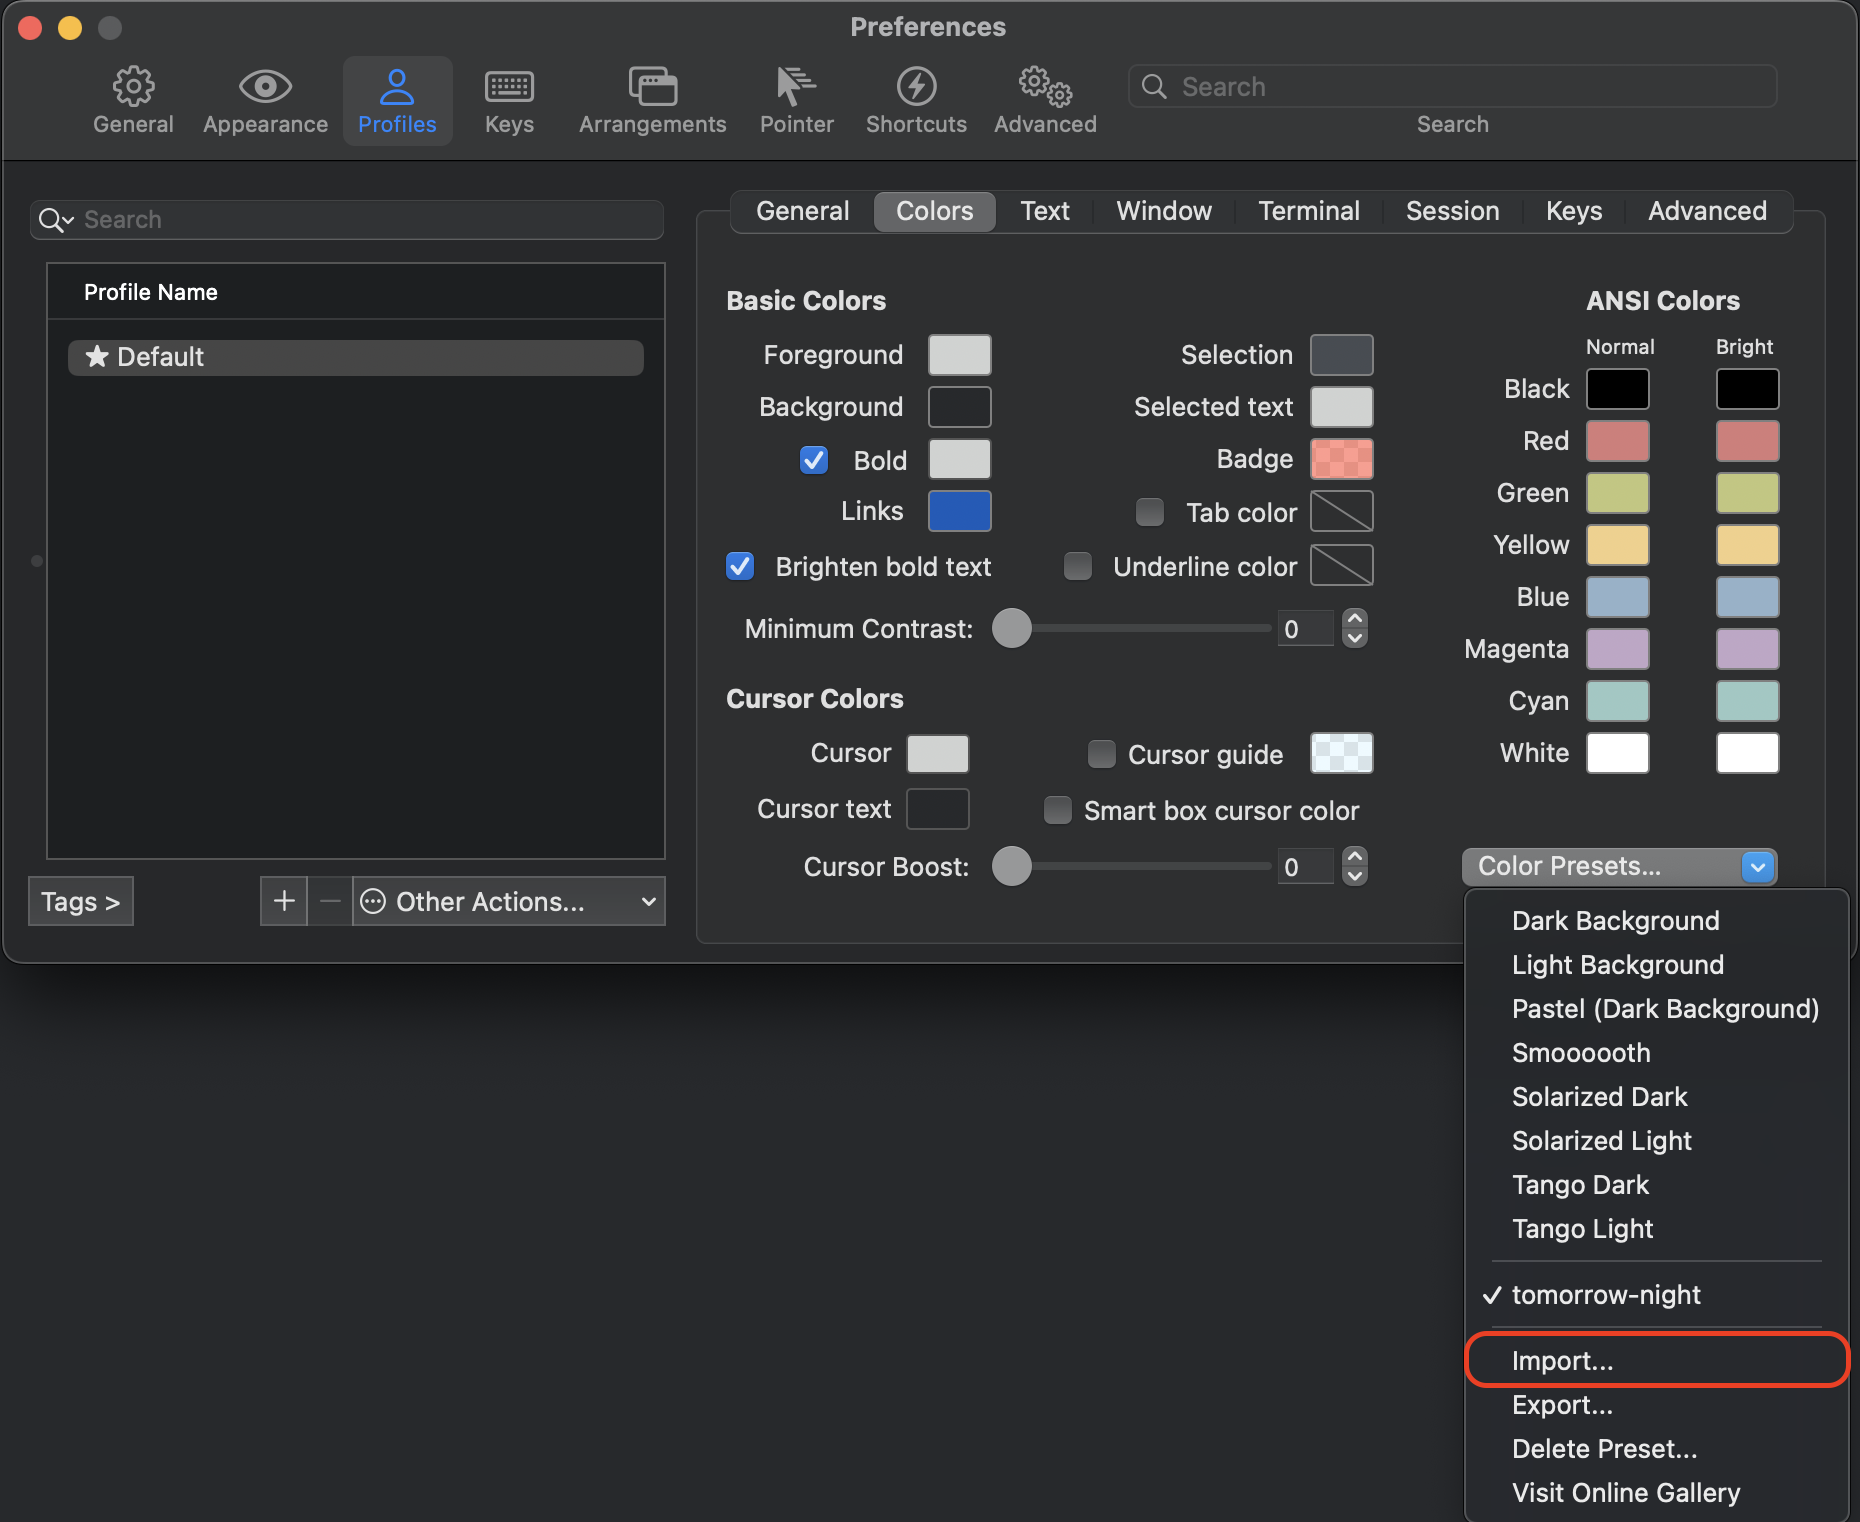 Preferences
General
Appearance
Profiles
Keys
Arrangements
Pointer
Shortcuts
Advanced
Search
Search
Search
Profile Name
Default
Tags >
Other Actions...
General
Colors
Text
Window
Terminal
Session
Keys
Advanced
Basic Colors
Foreground
Background
Bold
Links
Brighten bold text
Selection
Selected text
Badge
Tab color
Underline color
Minimum Contrast:
0
Cursor Colors
Cursor
Cursor text
Cursor guide
Smart box cursor color
Cursor Boost:
0
ANSI Colors
Normal
Bright
Black
Red
Green
Yellow
Blue
Magenta
Cyan
White
Color Presets...
Dark Background
Light Background
Pastel (Dark Background)
Smoooooth
Solarized Dark
Solarized Light
Tango Dark
Tango Light
tomorrow-night
Import...
Export...
Delete Preset...
Visit Online Gallery